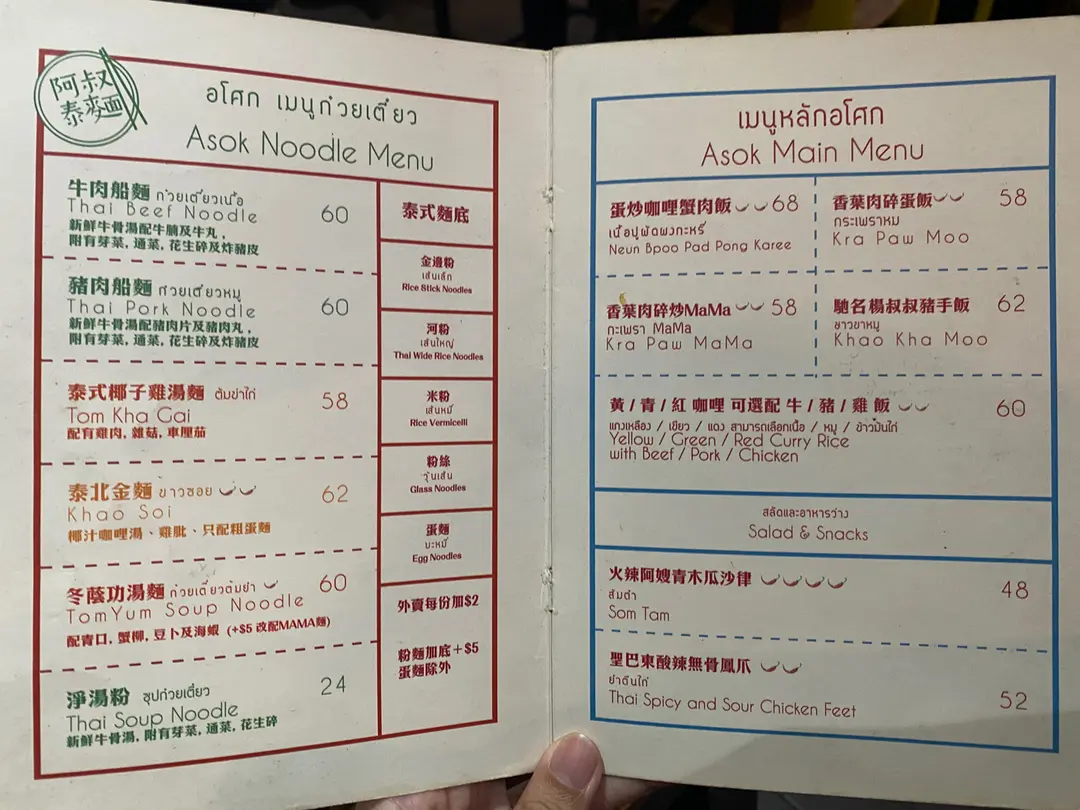 阿叔
泰麵
อโศก เมนูก๋วยเตี๋ยว
Asok Noodle Menu
牛肉船麵 ก๋วยเตี๋ยวเนื้อ
Thai Beef Noodle 60
新鮮牛骨湯配牛腩及牛丸，
附有芽菜, 通菜, 花生碎及炸豬皮
豬肉船麵 ก๋วยเตี๋ยวหมู
Thai Pork Noodle 60
新鮮牛骨湯配豬肉片及豬肉丸，
附有芽菜, 通菜, 花生碎及炸豬皮
泰式椰子雞湯麵 ต้มข่าไก่
Tom Kha Gai 58
配有雞肉, 雜菇, 車厘茄
泰北金麵 ข้าวซอย
Khao Soi 62
椰汁咖喱湯、雞肶、只配粗蛋麵
冬蔭功湯麵 ก๋วยเตี๋ยวต้มยำ
TomYum Soup Noodle 60
配青口, 蟹柳, 豆卜及海蝦 (+$5 改配MAMA麵)
淨湯粉 ซุปก๋วยเตี๋ยว
Thai Soup Noodle 24
新鮮牛骨湯, 附有芽菜, 通菜, 花生碎
泰式麵底
金邊粉
เส้นเล็ก
Rice Stick Noodles
河粉
เส้นใหญ่
Thai Wide Rice Noodles
米粉
เส้นหมี่
Rice Vermicelli
粉絲
วุ้นเส้น
Glass Noodles
蛋麵
บะหมี่
Egg Noodles
外賣每份加$2
粉麵加底＋$5
蛋麵除外
เมนูหลักอโศก
Asok Main Menu
蛋炒咖哩蟹肉飯 68
เนื้อปูผัดผงกะหรี่
Neun Bpoo Pad Pong Karee
香葉肉碎蛋飯 58
กระเพราหม
Kra Paw Moo
香葉肉碎炒MaMa 58
กะเพรา MaMa
Kra Paw MaMa
馳名楊叔叔豬手飯 62
ขาวขาหมู
Khao Kha Moo
黃 / 青 / 紅 咖哩 可選配 牛 / 豬 / 雞 飯 60
แกงเหลือง / เขียว / แดง สามารถเลือกเนื้อ / หมู / ข้าวมันไก่
Yellow / Green / Red Curry Rice
with Beef / Pork / Chicken
สลัดและอาหารว่าง
Salad & Snacks
火辣阿嫂青木瓜沙律 48
ส้มตำ
Som Tam
聖巴東酸辣無骨鳳爪
ยำตีนไก่
Thai Spicy and Sour Chicken Feet 52